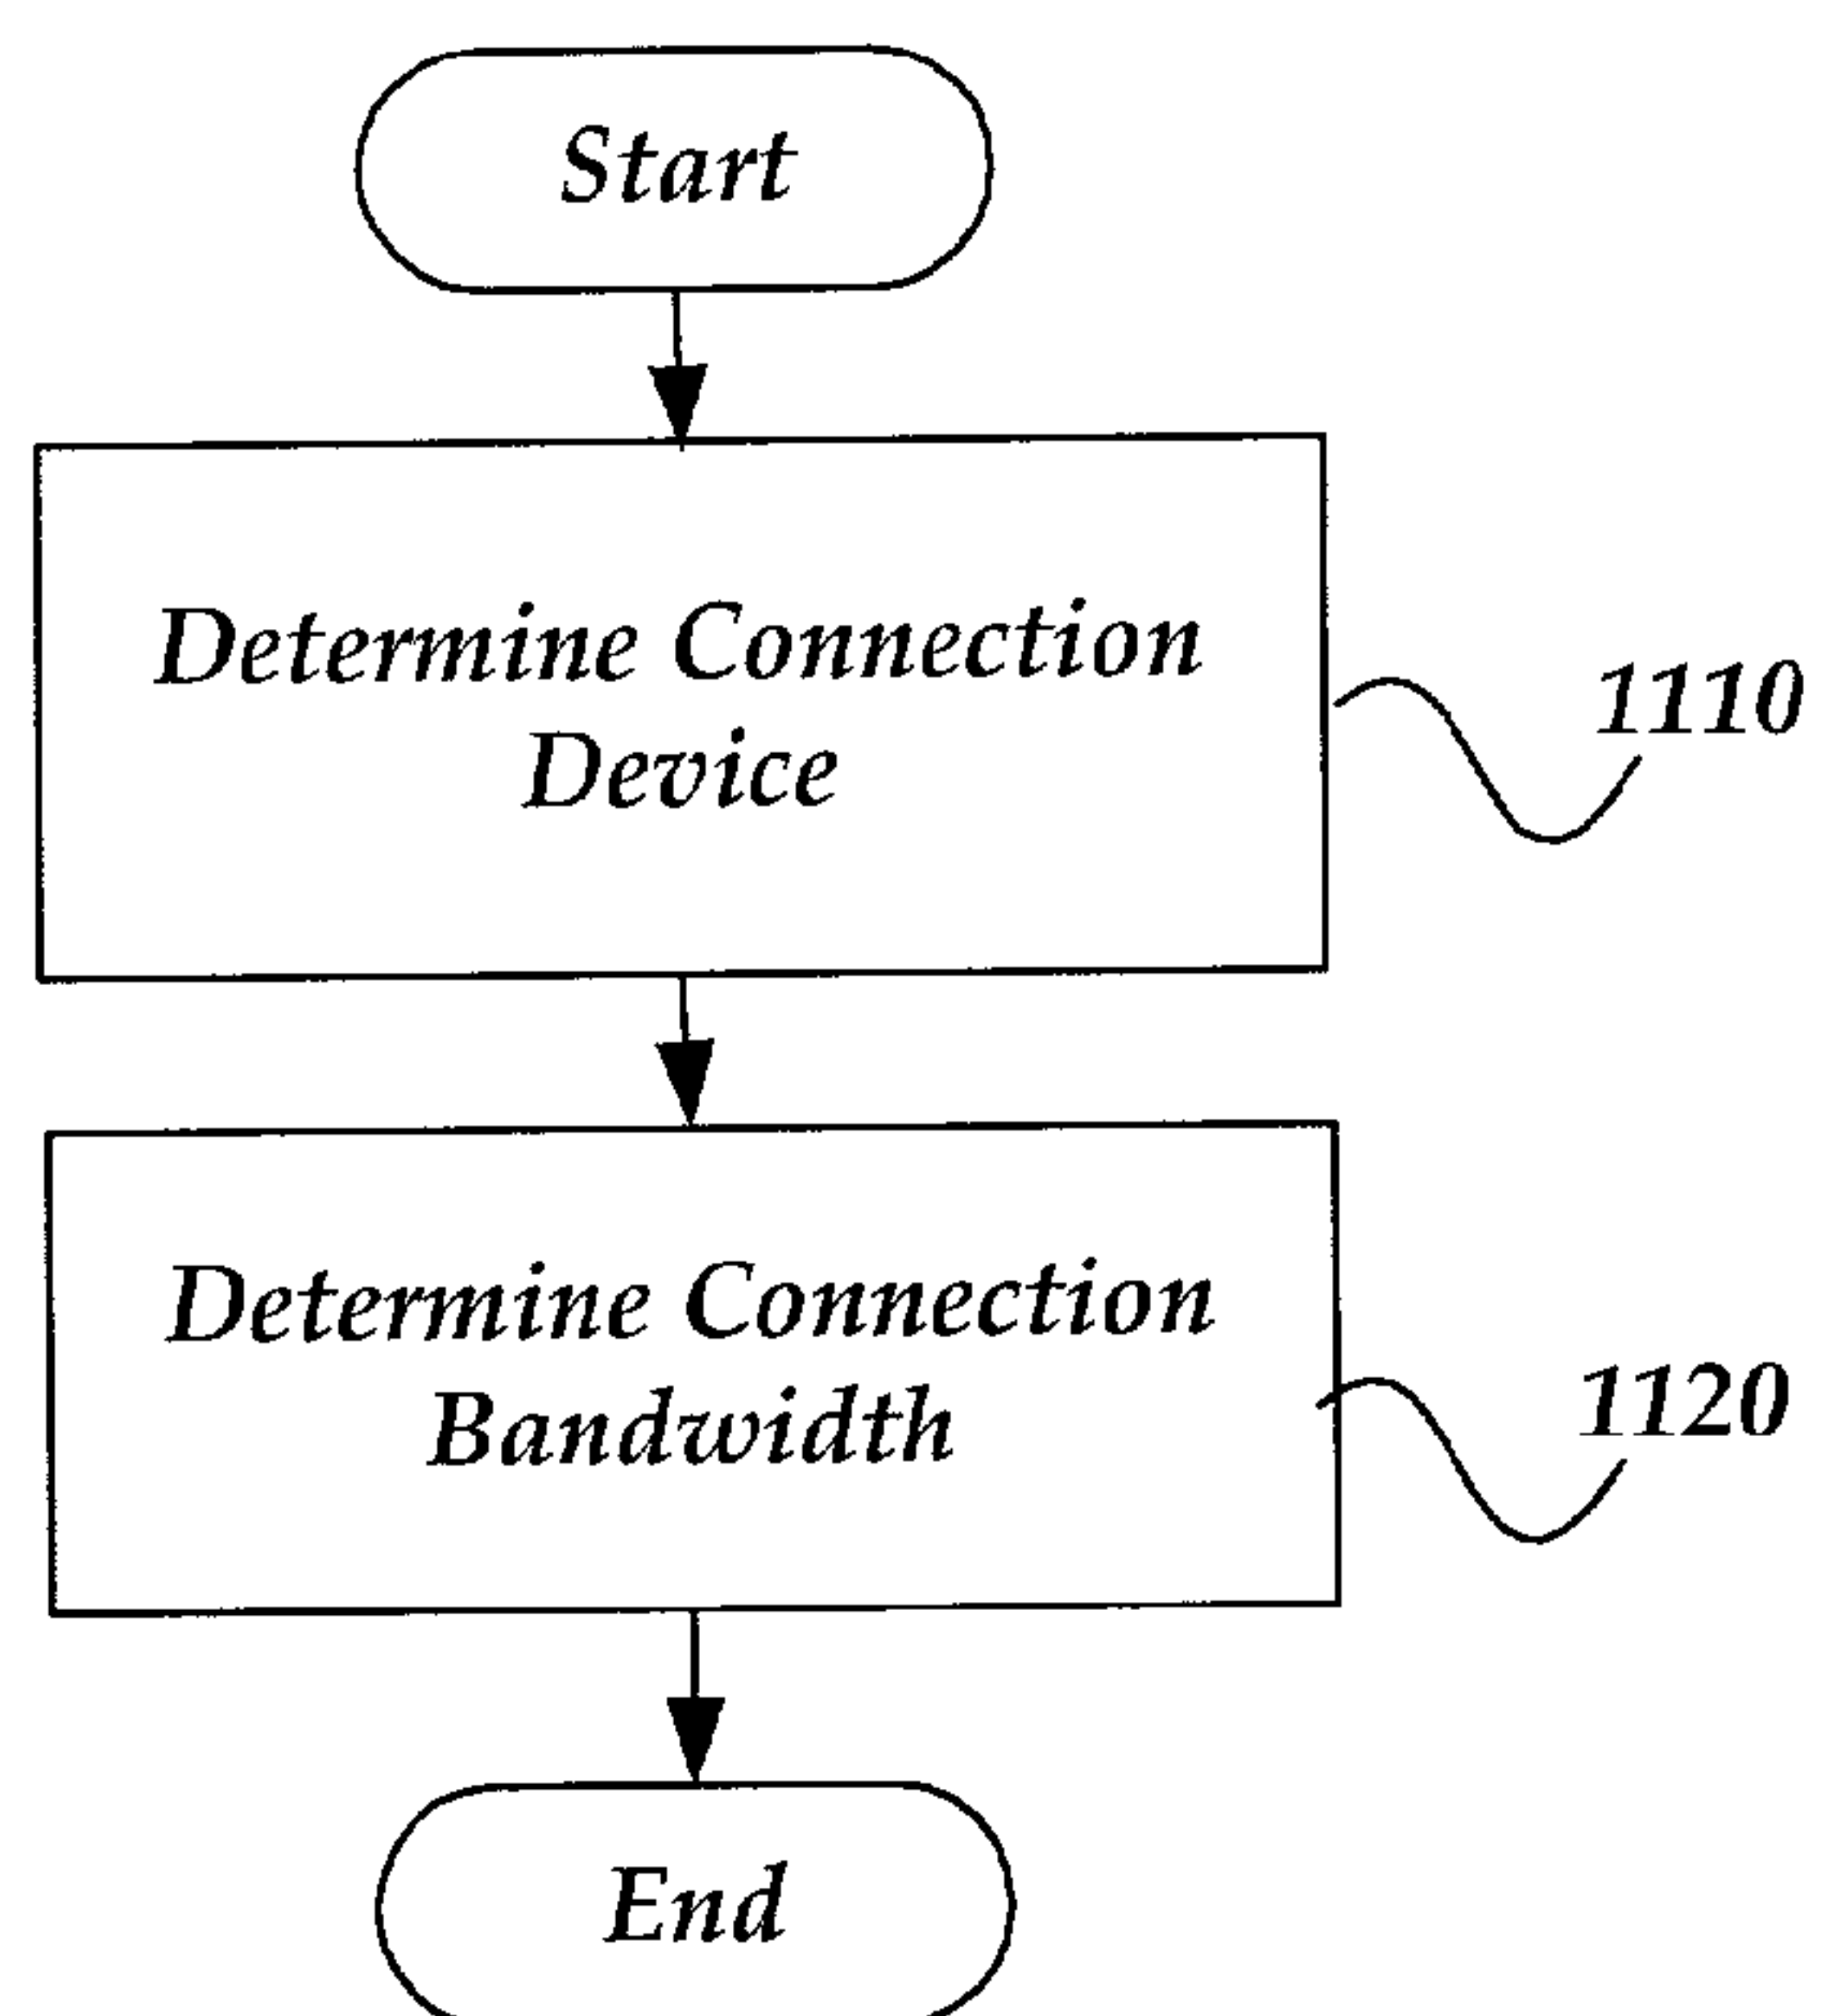 Start
Determine Connection
Device
1110
Determine Connection
Bandwidth
1120
End